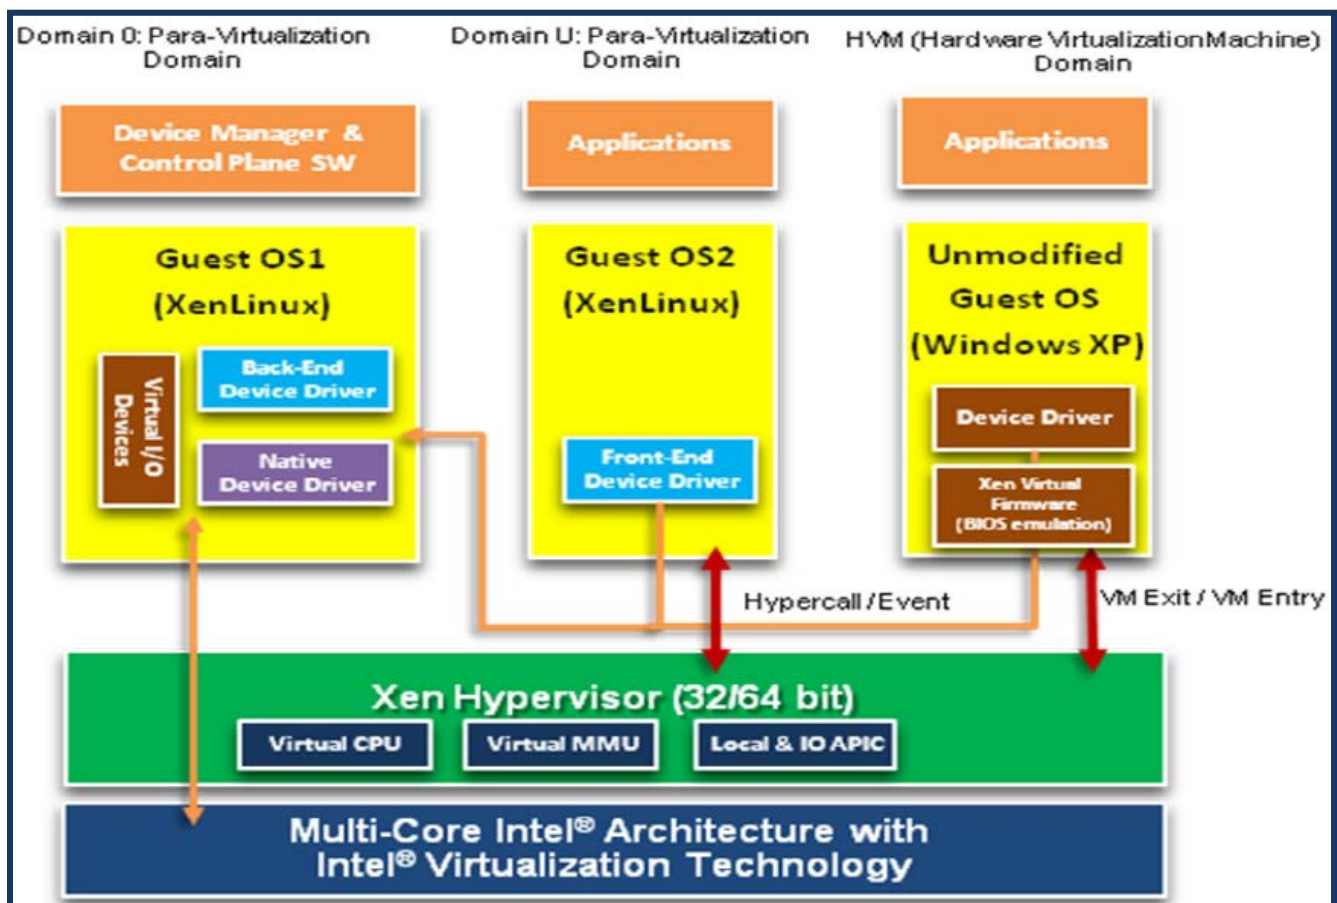 Domain 0: Para-Virtualization
Domain
Domain U: Para-Virtualization
Domain
HVM (Hardware VirtualizationMachine)
Domain
Device Manager &
Control Plane SW
Applications
Applications
Guest OS1
(XenLinux)
Virtual I/O
Devices
Back-End
Device Driver
Native
Device Driver
Guest OS2
(XenLinux)
Front-End
Device Driver
Unmodified
Guest OS
(Windows XP)
Device Driver
Xen Virtual
Firmware
(BIOS emulation)
Hypercall /Event
VM Exit / VM Entry
Xen Hypervisor (32/64 bit)
Virtual CPU
Virtual MMU
Local & IO APIC
Multi-Core Intel® Architecture with
Intel® Virtualization Technology